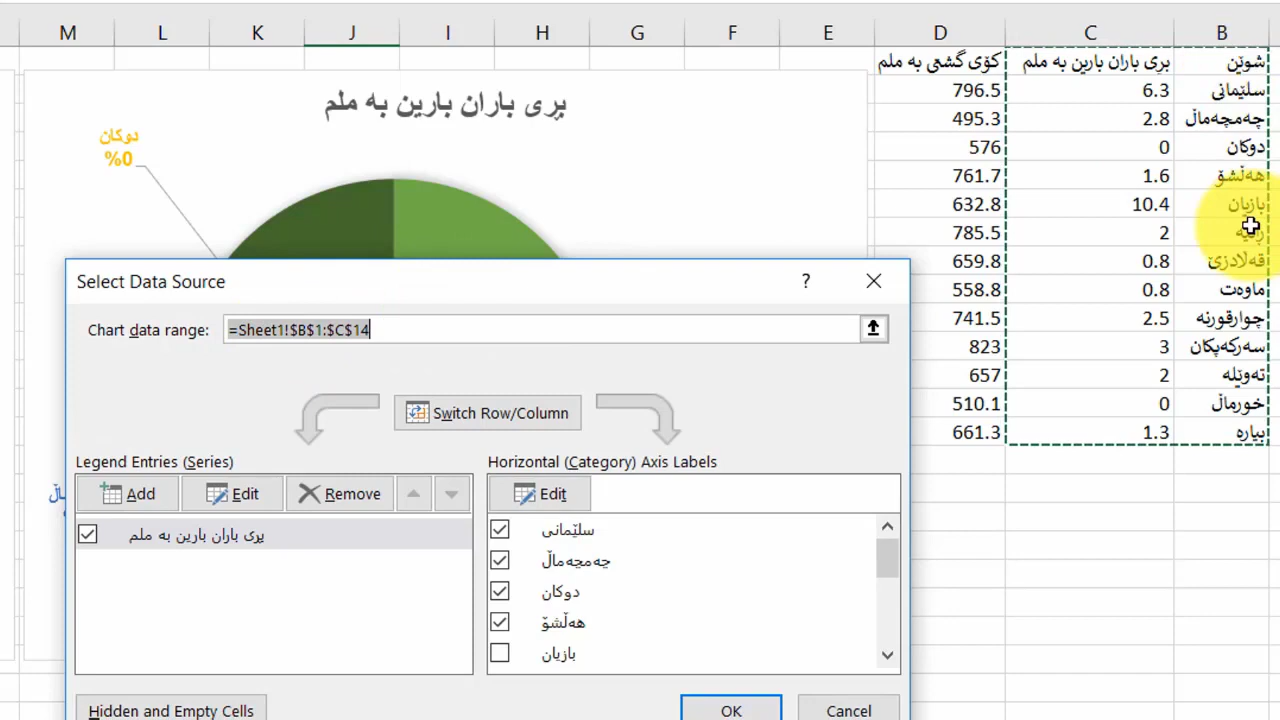 M L K J I H G F E D C B
شوێن بڕی باران بارین بە ملم کۆی گشتی بە ملم
سلێمانی 6.3 796.5
چەمچەماڵ 2.8 495.3
دوکان 0 576
هەڵشۆ 1.6 761.7
بازیان 10.4 632.8
2 785.5
قەلادزێ 0.8 659.8
ماوەت 0.8 558.8
چوارقورنە 2.5 741.5
سەرکەپکان 3 823
تەوێلە 2 657
خورماڵ 0 510.1
بیارە 1.3 661.3
بڕی باران بارین بە ملم
دوکان
%0
Select Data Source ?
Chart data range: =Sheet1!$B$1:$C$14
Switch Row/Column
Legend Entries (Series)
Add Edit Remove
بڕی باران بارین بە ملم
Horizontal (Category) Axis Labels
Edit
سلێمانی
چەمچەماڵ
دوکان
هەڵشۆ
بازیان
Hidden and Empty Cells
OK Cancel